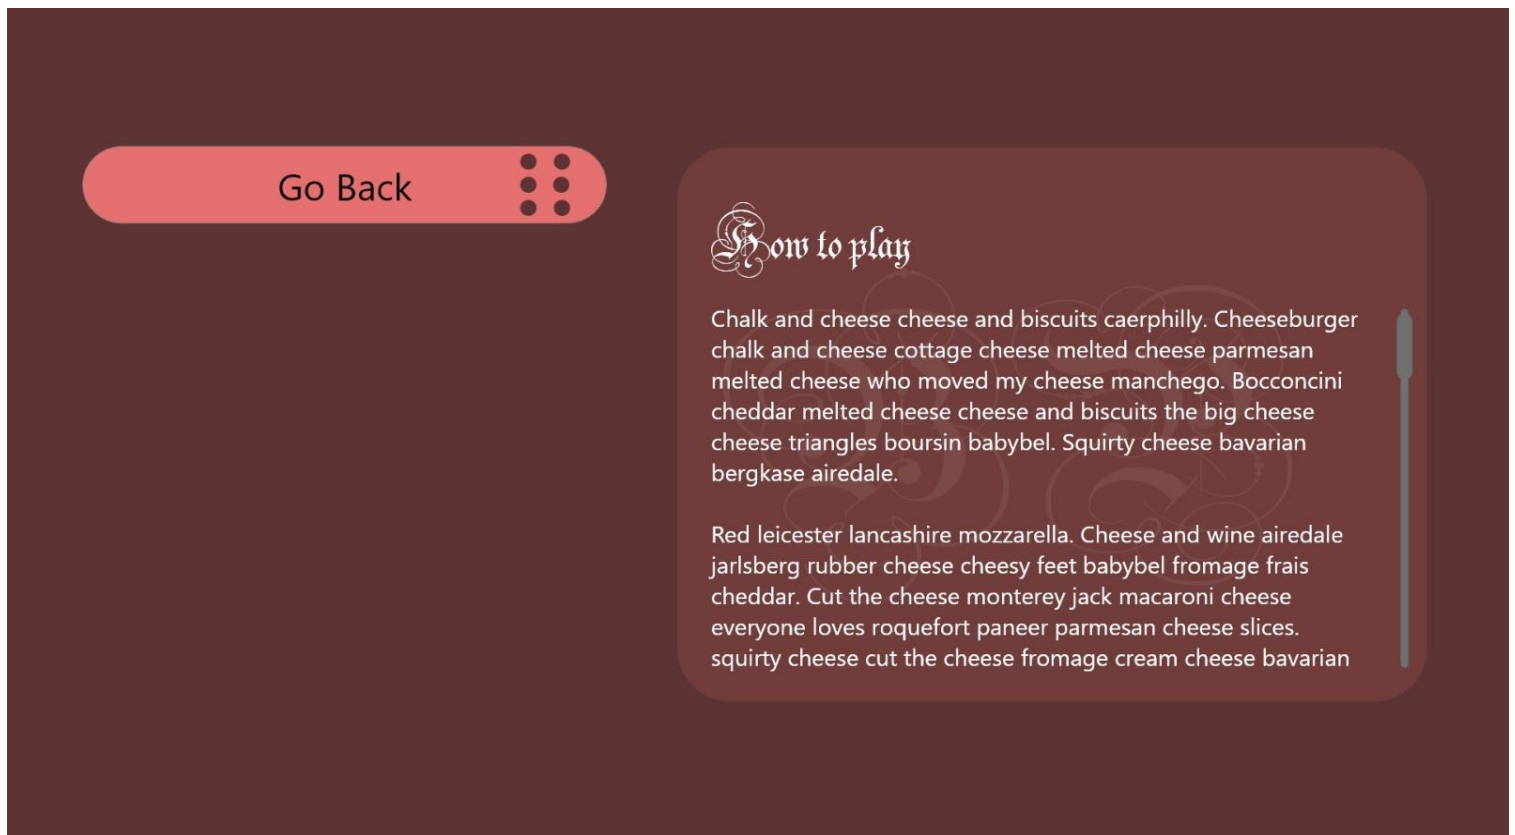 Go Back
How to play
Chalk and cheese cheese and biscuits caerphilly. Cheeseburger
chalk and cheese cottage cheese melted cheese parmesan
melted cheese who moved my cheese manchego. Bocconcini
cheddar melted cheese cheese and biscuits the big cheese
cheese triangles boursin babybel. Squirty cheese bavarian
bergkase airedale.
Red leicester lancashire mozzarella. Cheese and wine airedale
jarlsberg rubber cheese cheesy feet babybel fromage frais
cheddar. Cut the cheese monterey jack macaroni cheese
everyone loves roquefort paneer parmesan cheese slices.
squirty cheese cut the cheese fromage cream cheese bavarian